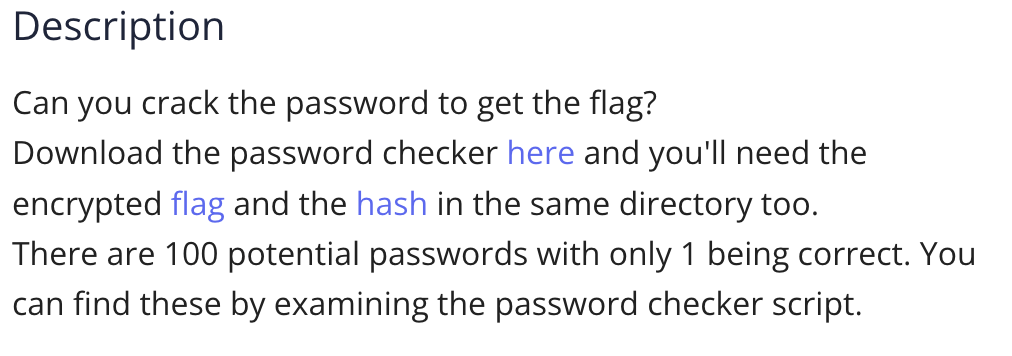 Description
Can you crack the password to get the flag?
Download the password checker here and you'll need the
encrypted flag and the hash in the same directory too.
There are 100 potential passwords with only 1 being correct. You
can find these by examining the password checker script.